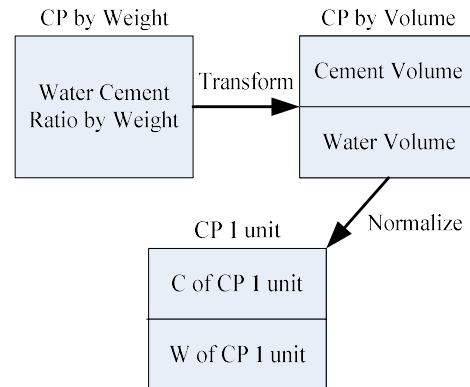 CP by Weight
CP by Volume
Water Cement
Ratio by Weight
Transform
Cement Volume
Water Volume
Normalize
CP 1 unit
C of CP 1 unit
W of CP 1 unit